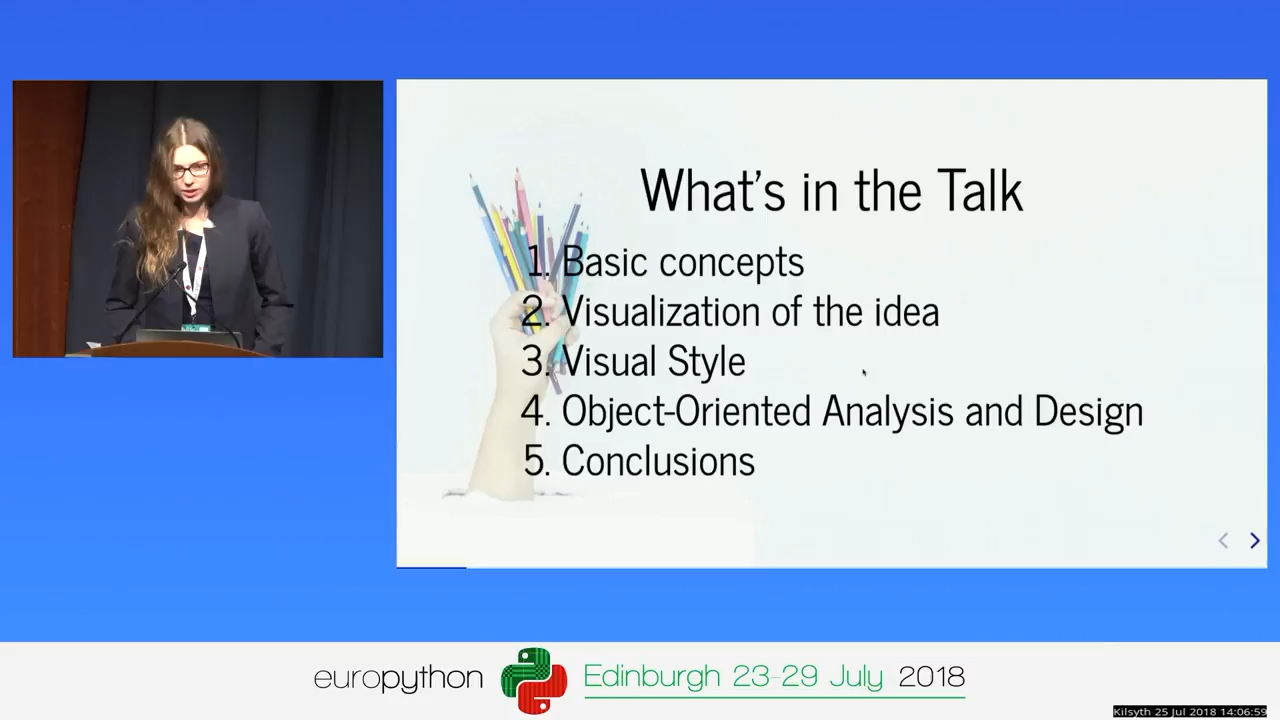 What's in the Talk
1. Basic concepts
2. Visualization of the idea
3. Visual Style
4. Object-Oriented Analysis and Design
5. Conclusions
europython Edinburgh 23-29 July 2018
Kilsyth 25 Jul 2018 14:06:59